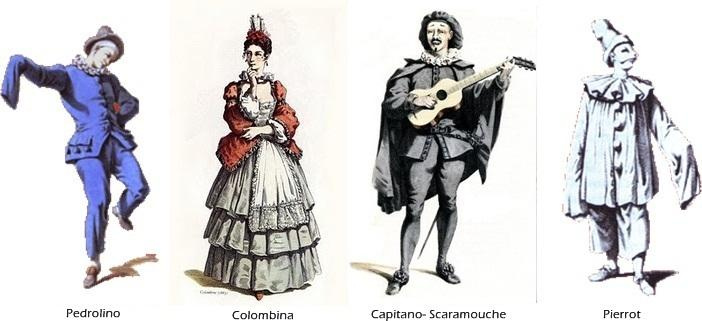 Pedrolino
Colombina
Capitano- Scaramouche
Pierrot